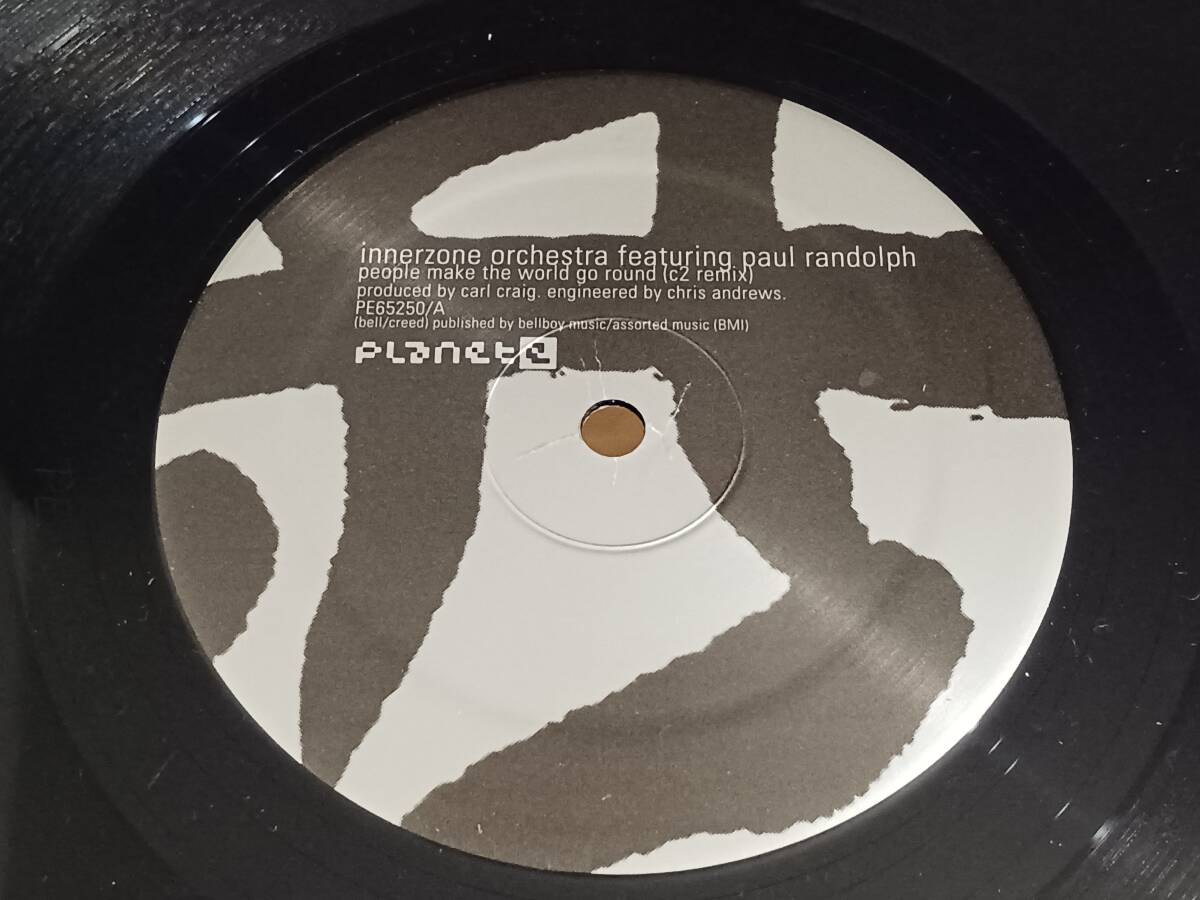 innerzone orchestra featuring paul randolph
people make the world go round (c2 remix)
produced by carl craig. engineered by chris andrews.
PE65250/A
(bell/creed) published by bellboy music/assorted music (BMI)
planet e